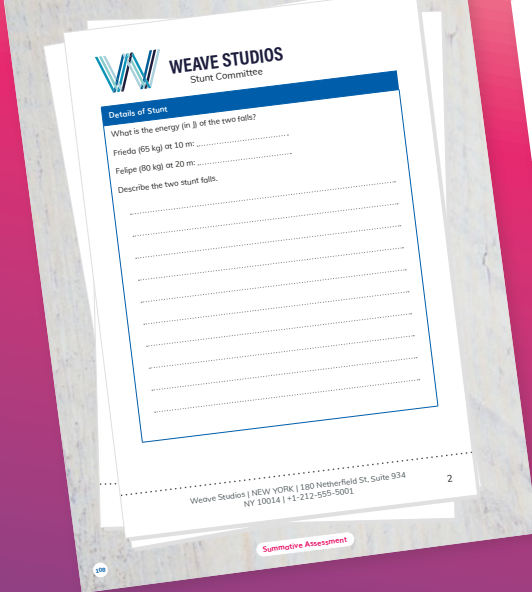 WEAVE STUDIOS
Stunt Committee
Details of Stunt
What is the energy (in J) of the two falls?
Frieda (65 kg) at 10 m:
Felipe (80 kg) at 20 m:
Describe the two stunt falls.
Weave Studios | NEW YORK | 180 Netherfield St, Suite 934
NY 10014 | +1-212-555-5001
2
Summative Assessment
108